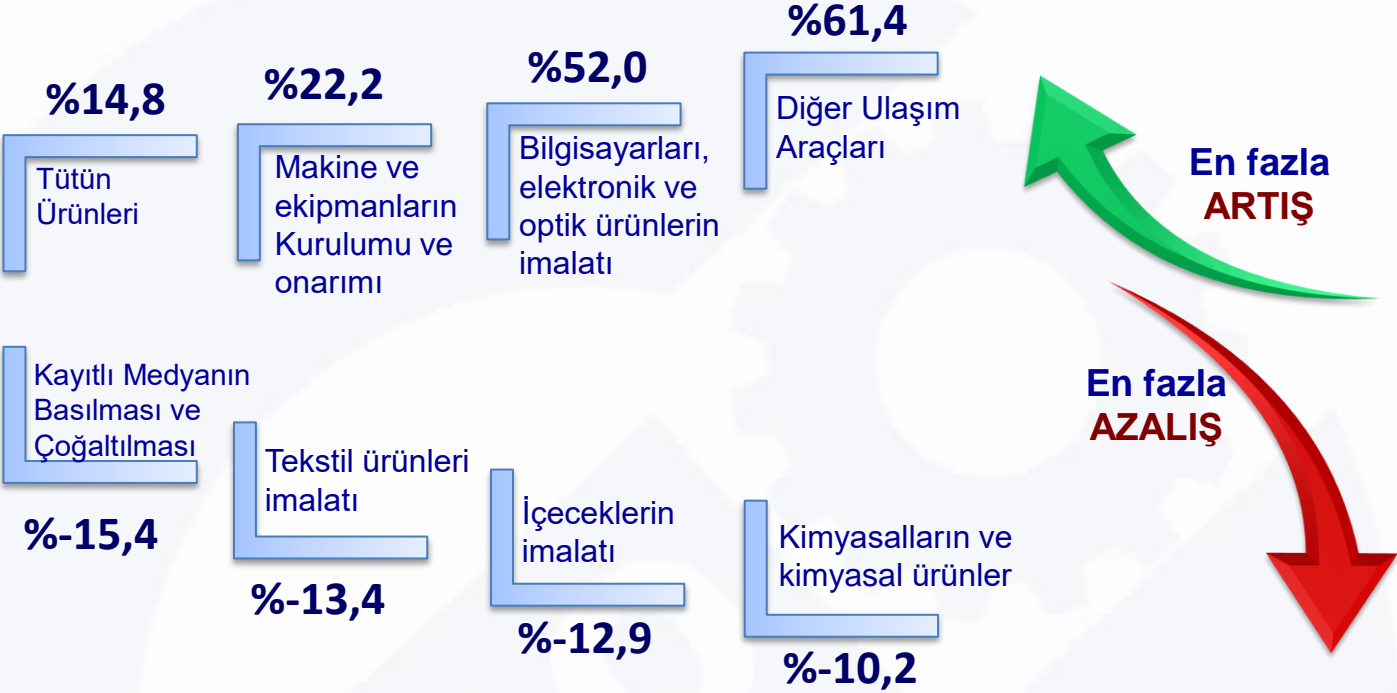 %14,8
Tütün
Ürünleri
%22,2
Makine ve
ekipmanların
Kurulumu ve
onarımı
%52,0
Bilgisayarları,
elektronik ve
optik ürünlerin
imalatı
%61,4
Diğer Ulaşım
Araçları
En fazla
ARTIŞ
Kayıtlı Medyanın
Basılması ve
Çoğaltılması
%-15,4
Tekstil ürünleri
imalatı
%-13,4
İçeceklerin
imalatı
%-12,9
Kimyasalların ve
kimyasal ürünler
%-10,2
En fazla
AZALIŞ